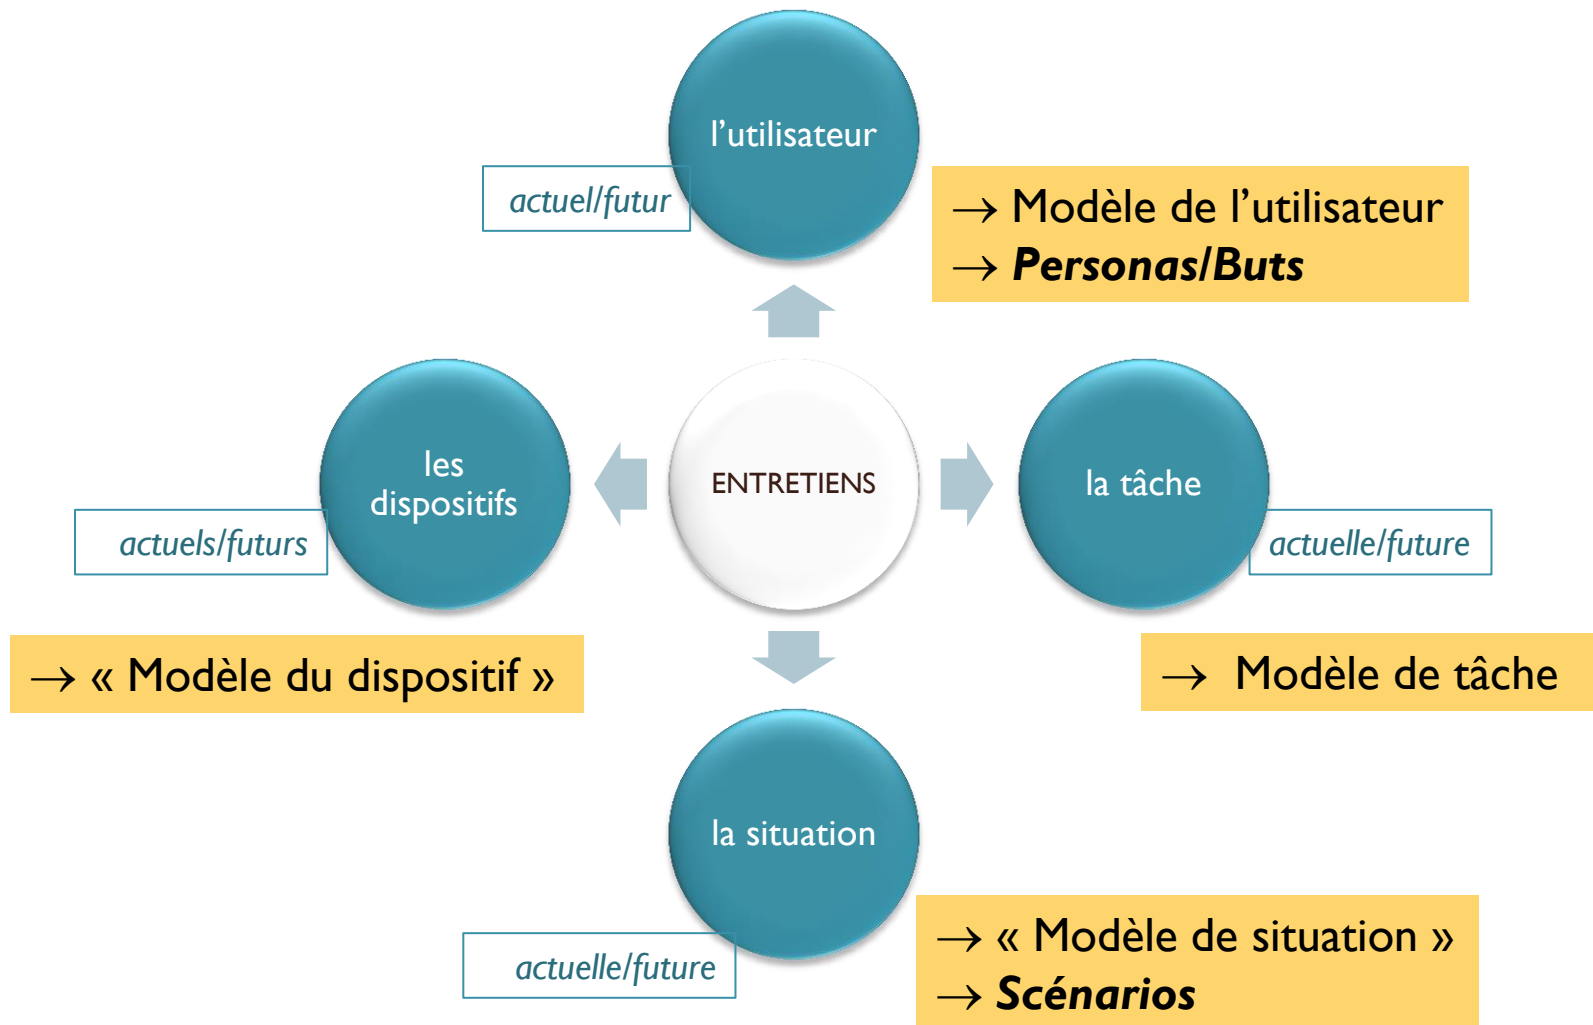 l'utilisateur
actuel/futur
→ Modèle de l'utilisateur
→ Personas/Buts
les
dispositifs
actuels/futurs
→ « Modèle du dispositif »
ENTRETIENS
la tâche
actuelle/future
→ Modèle de tâche
la situation
actuelle/future
→ « Modèle de situation »
→ Scénarios